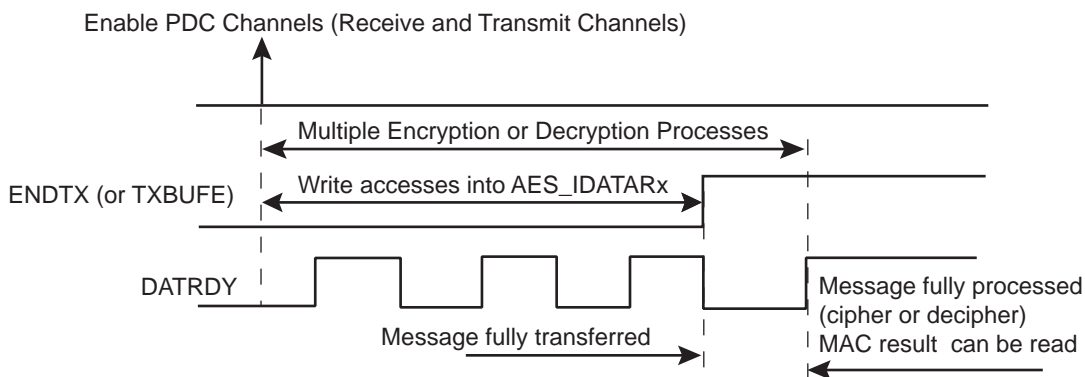 Enable PDC Channels (Receive and Transmit Channels)
Multiple Encryption or Decryption Processes
ENDTX (or TXBUFE)
Write accesses into AES_IDATARx
DATRDY
Message fully transferred
Message fully processed
(cipher or decipher)
MAC result can be read